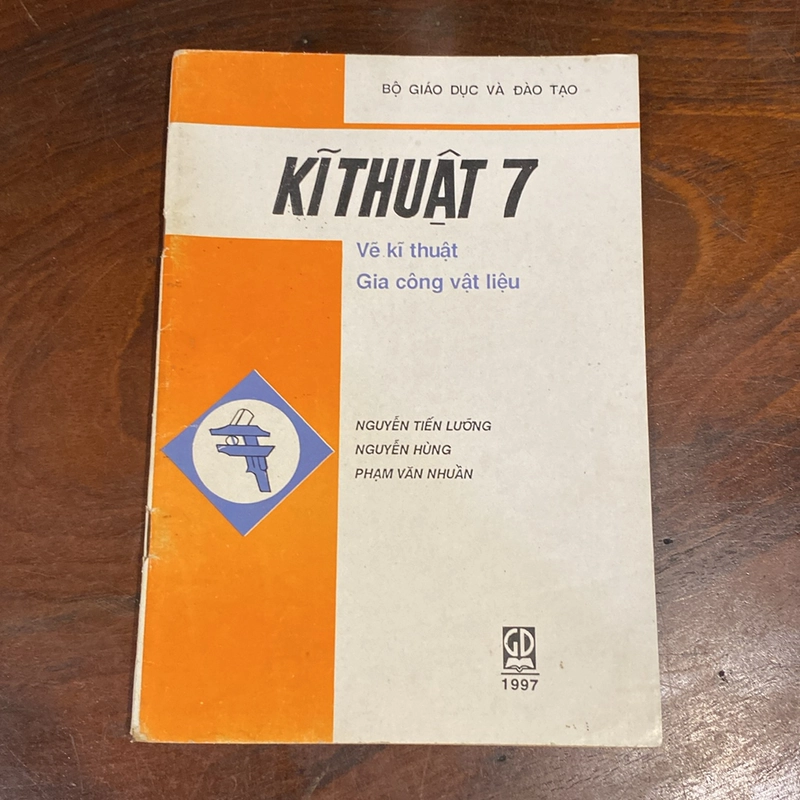 BỘ GIÁO DỤC VÀ ĐÀO TẠO
KĨ THUẬT 7
Vẽ kĩ thuật
Gia công vật liệu
NGUYỄN TIẾN LƯỠNG
NGUYỄN HÙNG
PHẠM VĂN NHUẦN
GD
1997